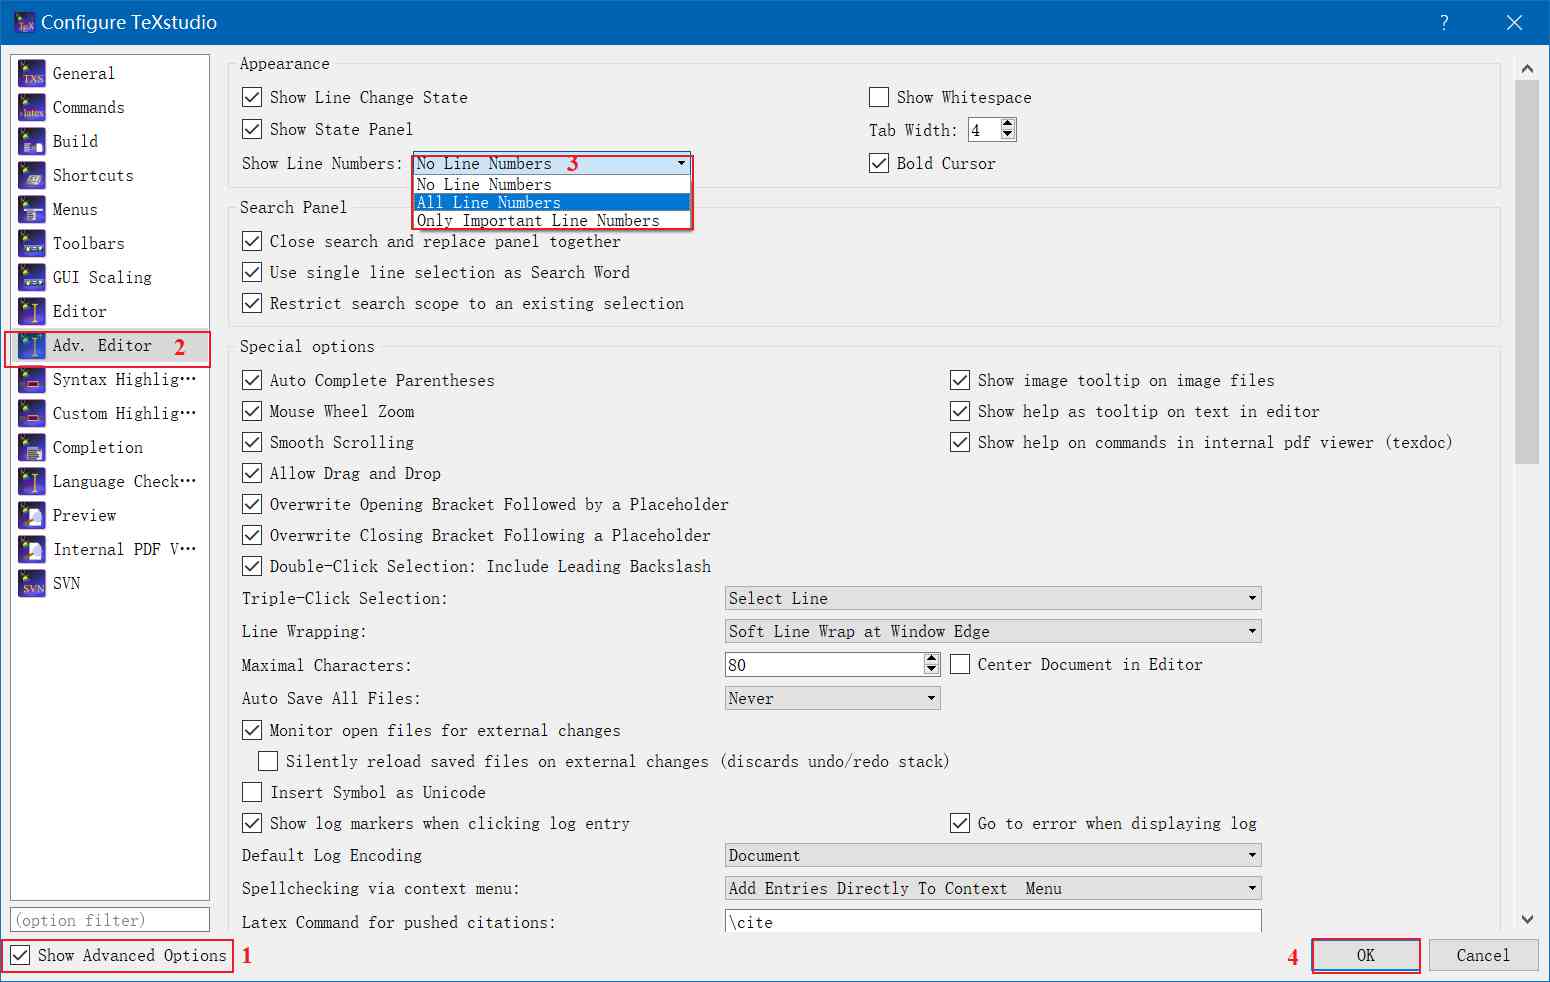 Configure TeXstudio
?
General
Commands
Build
Shortcuts
Menus
Toolbars
GUI Scaling
Editor
Adv. Editor 2
Syntax Highlig...
Custom Highlig...
Completion
Language Check...
Preview
Internal PDF V...
SVN
(option filter)
Show Advanced Options 1
Appearance
Show Line Change State
Show Whitespace
Show State Panel
Tab Width: 4
Show Line Numbers: No Line Numbers 3
Bold Cursor
No Line Numbers
All Line Numbers
Only Important Line Numbers
Search Panel
Close search and replace panel together
Use single line selection as Search Word
Restrict search scope to an existing selection
Special options
Auto Complete Parentheses
Show image tooltip on image files
Mouse Wheel Zoom
Show help as tooltip on text in editor
Smooth Scrolling
Show help on commands in internal pdf viewer (texdoc)
Allow Drag and Drop
Overwrite Opening Bracket Followed by a Placeholder
Overwrite Closing Bracket Following a Placeholder
Double-Click Selection: Include Leading Backslash
Triple-Click Selection: Select Line
Line Wrapping: Soft Line Wrap at Window Edge
Maximal Characters: 80 Center Document in Editor
Auto Save All Files: Never
Monitor open files for external changes
Silently reload saved files on external changes (discards undo/redo stack)
Insert Symbol as Unicode
Show log markers when clicking log entry
Go to error when displaying log
Default Log Encoding Document
Spellchecking via context menu: Add Entries Directly To Context Menu
Latex Command for pushed citations: \cite
4 OK Cancel